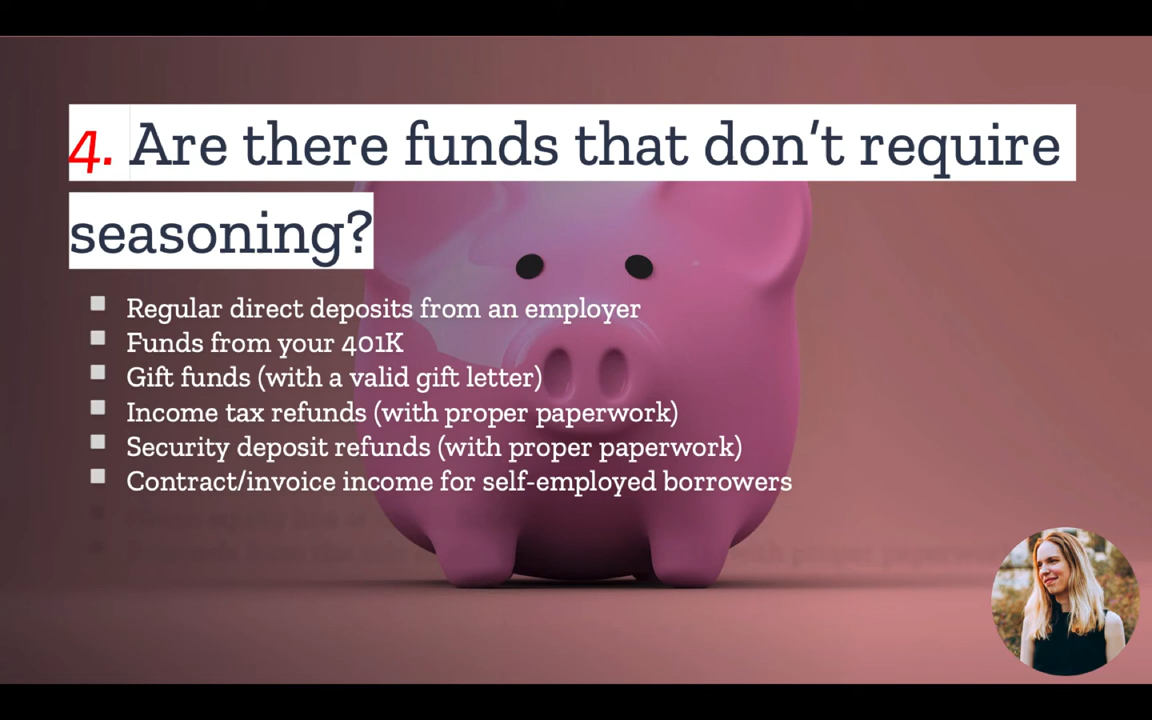 4. Are there funds that don't require
seasoning?
Regular direct deposits from an employer
Funds from your 401K
Gift funds (with a valid gift letter)
Income tax refunds (with proper paperwork)
Security deposit refunds (with proper paperwork)
Contract/invoice income for self-employed borrowers